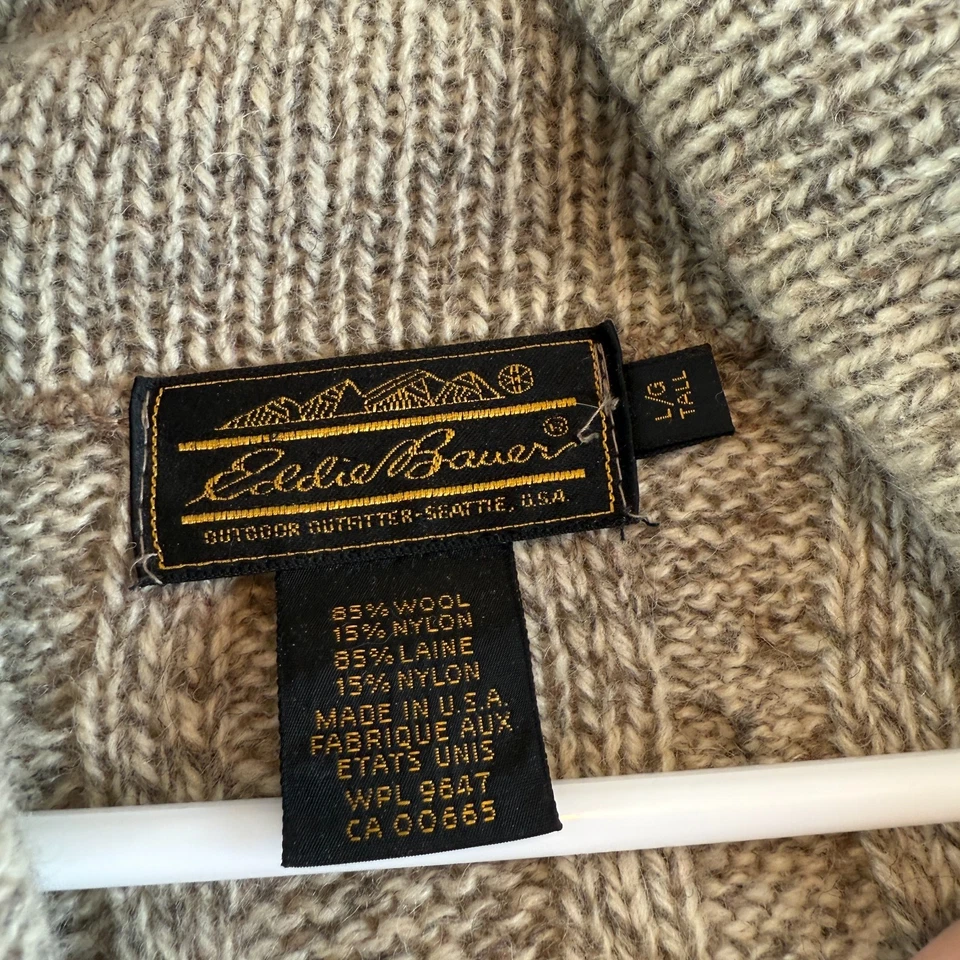 Eddie Bauer®
OUTDOOR OUTFITTER-SEATTLE, U.S.A.
L/G
TALL
85% WOOL
15% NYLON
85% LAINE
15% NYLON
MADE IN U.S.A.
FABRIQUE AUX
ETATS UNIS
WPL 9647
CA 00665